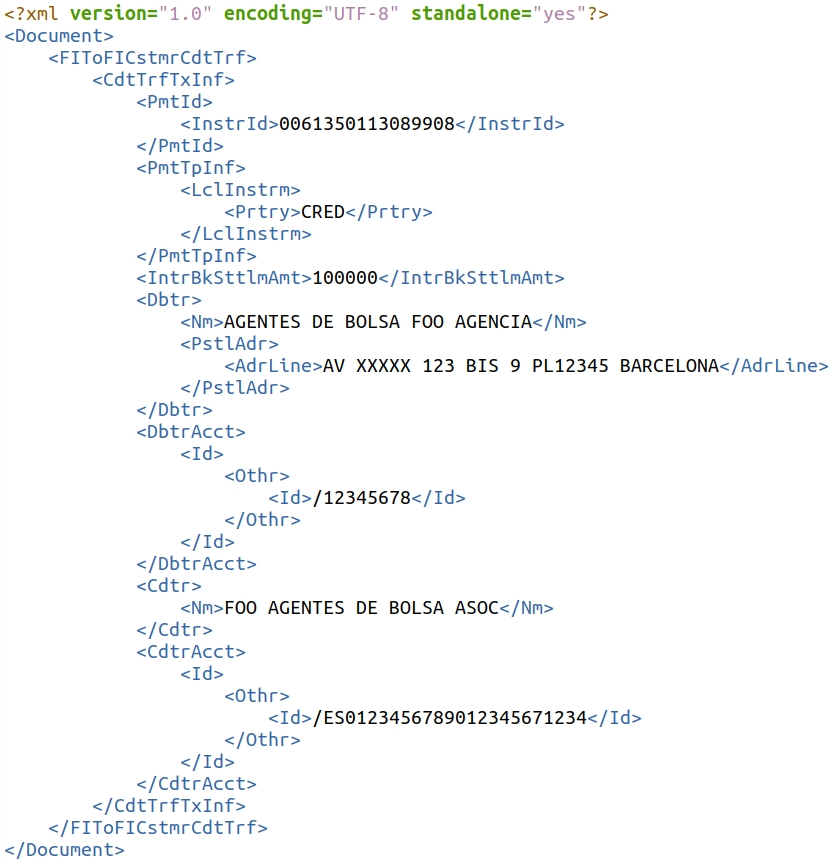 <?xml version="1.0" encoding="UTF-8" standalone="yes"?>
<Document>
    <FIToFICstmrCdtTrf>
        <CdtTrfTxInf>
            <PmtId>
                <InstrId>0061350113089908</InstrId>
            </PmtId>
            <PmtTpInf>
                <LclInstrm>
                    <Prtry>CRED</Prtry>
                </LclInstrm>
            </PmtTpInf>
            <IntrBkSttlmAmt>100000</IntrBkSttlmAmt>
            <Dbtr>
                <Nm>AGENTES DE BOLSA FOO AGENCIA</Nm>
                <PstlAdr>
                    <AdrLine>AV XXXXX 123 BIS 9 PL12345 BARCELONA</AdrLine>
                </PstlAdr>
            </Dbtr>
            <DbtrAcct>
                <Id>
                    <Othr>
                        <Id>/12345678</Id>
                    </Othr>
                </Id>
            </DbtrAcct>
            <Cdtr>
                <Nm>FOO AGENTES DE BOLSA ASOC</Nm>
            </Cdtr>
            <CdtrAcct>
                <Id>
                    <Othr>
                        <Id>/ES0123456789012345671234</Id>
                    </Othr>
                </Id>
            </CdtrAcct>
        </CdtTrfTxInf>
    </FIToFICstmrCdtTrf>
</Document>